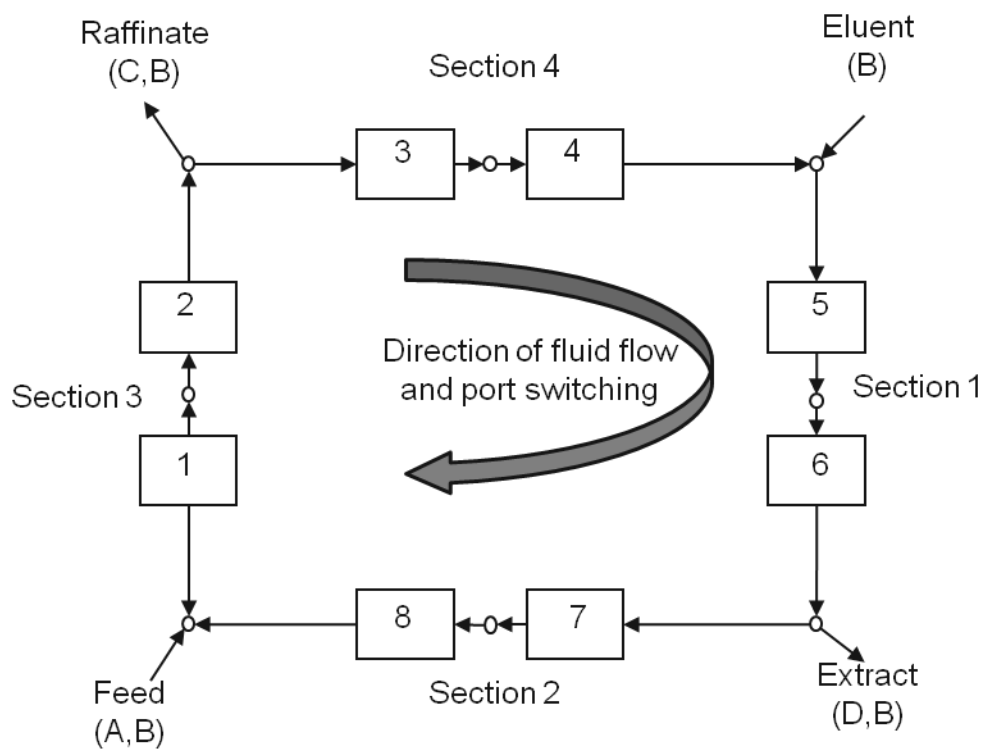 Raffinate
(C,B)
Section 4
Eluent
(B)
3
4
2
5
Direction of fluid flow
and port switching
Section 3
Section 1
1
6
8
7
Feed
(A,B)
Section 2
Extract
(D,B)